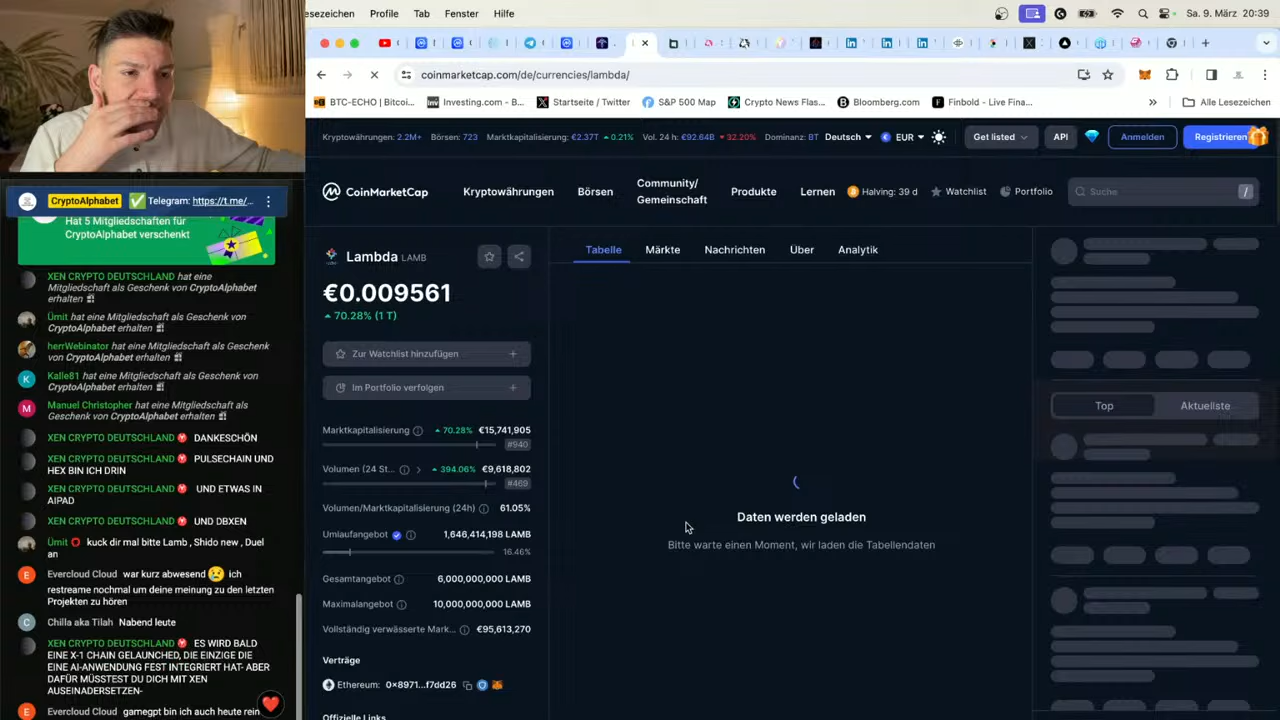 esezeichen Profile Tab Fenster Hilfe
Sa. 9. März 20:39
coinmarketcap.com/de/currencies/lambda/
BTC-ECHO | Bitcoi...
Investing.com - B...
Startseite / Twitter
S&P 500 Map
Crypto News Flas...
Bloomberg.com
Finbold - Live Fina...
Alle Lesezeichen
Kryptowährungen: 2.2M+ Börsen: 723 Marktkapitalisierung: €2.37T 0.21% Vol. 24 h: €92.64B 32.20% Dominanz: BT Deutsch EUR Get listed API Anmelden Registrieren
CoinMarketCap
Kryptowährungen
Börsen
Community/
Gemeinschaft
Produkte
Lernen
Halving: 39 d
Watchlist
Portfolio
Suche
/
Lambda LAMB
€0.009561
70.28% (1 T)
Zur Watchlist hinzufügen +
Im Portfolio verfolgen +
Marktkapitalisierung 70.28% €15,741,905
#940
Volumen (24 St... > 394.06% €9,618,802
#469
Volumen/Marktkapitalisierung (24h) 61.05%
Umlaufangebot 1,646,414,198 LAMB
16.46%
Gesamtangebot 6,000,000,000 LAMB
Maximalangebot 10,000,000,000 LAMB
Vollständig verwässerte Mark... €95,613,270
Verträge
Ethereum: 0x8971...f7dd26
Offizielle Links
Tabelle Märkte Nachrichten Über Analytik
Daten werden geladen
Bitte warte einen Moment, wir laden die Tabellendaten
Top Aktuellste
CryptoAlphabet Telegram: https://t.me/...
Hat 5 Mitgliedschaften für
CryptoAlphabet verschenkt
XEN CRYPTO DEUTSCHLAND hat eine
Mitgliedschaft als Geschenk von CryptoAlphabet
erhalten
Ümit hat eine Mitgliedschaft als Geschenk von
CryptoAlphabet erhalten
herrWebinator hat eine Mitgliedschaft als Geschenk
von CryptoAlphabet erhalten
K Kalle81 hat eine Mitgliedschaft als Geschenk von
CryptoAlphabet erhalten
M Manuel Christopher hat eine Mitgliedschaft als
Geschenk von CryptoAlphabet erhalten
XEN CRYPTO DEUTSCHLAND DANKESCHÖN
XEN CRYPTO DEUTSCHLAND PULSECHAIN UND
HEX BIN ICH DRIN
XEN CRYPTO DEUTSCHLAND UND ETWAS IN
AIPAD
XEN CRYPTO DEUTSCHLAND UND DBXEN
Ümit kuck dir mal bitte Lamb , Shido new , Duel
an
E Evercloud Cloud war kurz abwesend ich
restreame nochmal um deine meinung zu den letzten
Projekten zu hören
C Chilla aka Tilah Nabend leute
XEN CRYPTO DEUTSCHLAND ES WIRD BALD
EINE X-1 CHAIN GELAUNCHED, DIE EINZIGE DIE
EINE AI-ANWENDUNG FEST INTEGRIERT HAT- ABER
DAFÜR MÜSSTEST DU DICH MIT XEN
AUSEINANDERSETZEN-
E Evercloud Cloud gamegpt bin ich auch heute rein